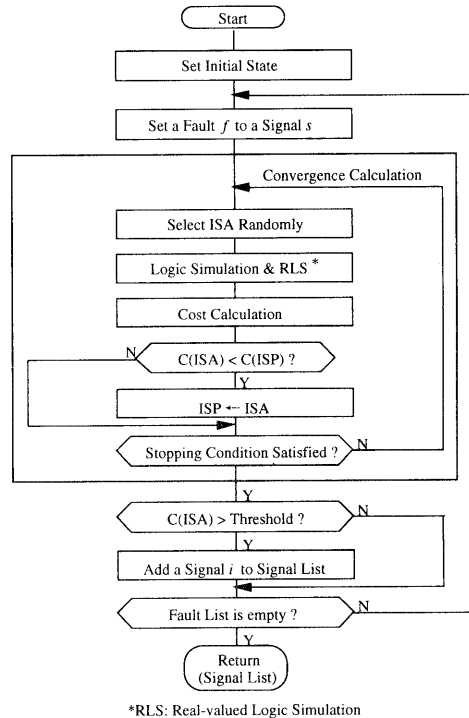 Start
Set Initial State
Set a Fault f to a Signal s
Convergence Calculation
Select ISA Randomly
Logic Simulation & RLS *
Cost Calculation
N
C(ISA) < C(ISP) ?
Y
ISP ← ISA
Stopping Condition Satisfied ?
N
Y
C(ISA) > Threshold ?
N
Y
Add a Signal i to Signal List
Fault List is empty ?
N
Y
Return
(Signal List)
*RLS: Real-valued Logic Simulation